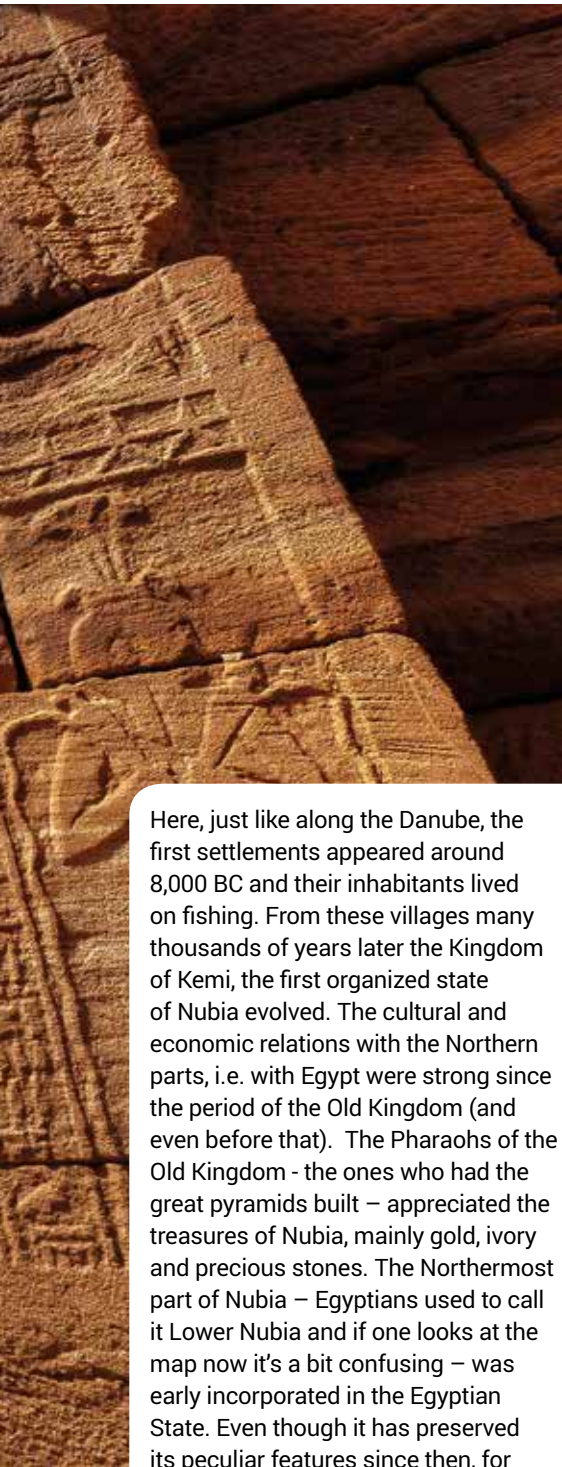 Here, just like along the Danube, the
first settlements appeared around
8,000 BC and their inhabitants lived
on fishing. From these villages many
thousands of years later the Kingdom
of Kemi, the first organized state
of Nubia evolved. The cultural and
economic relations with the Northern
parts, i.e. with Egypt were strong since
the period of the Old Kingdom (and
even before that).  The Pharaohs of the
Old Kingdom - the ones who had the
great pyramids built – appreciated the
treasures of Nubia, mainly gold, ivory
and precious stones. The Northermost
part of Nubia – Egyptians used to call
it Lower Nubia and if one looks at the
map now it's a bit confusing – was
early incorporated in the Egyptian
State. Even though it has preserved
its peculiar features since then, for